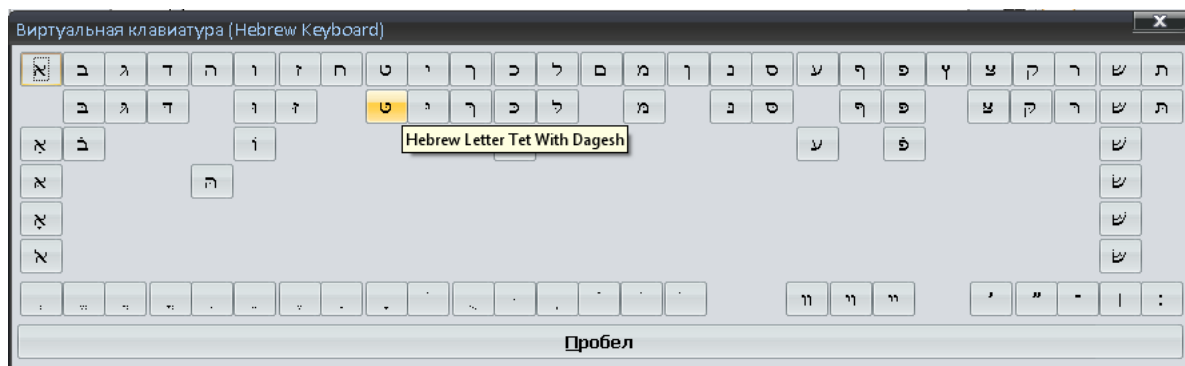 Виртуальная клавиатура (Hebrew Keyboard)
א ב ג ד ה ו ז ח ט י ך כ ל ם מ ן נ ס ע ף פ ץ צ ק ר ש ת
בּ גּ דּ וּ זּ טּ יּ ךּ כּ לּ מּ נּ סּ ףּ פּ צּ קּ רּ שּ תּ
Hebrew Letter Tet With Dagesh
אַ בֿ וֹ ע פֿ שׁ
הּ שׂ
אָ שּׁ
שּׂ
װ ױ ײ ׳ ״ ־ ׀ ׃
Пробел